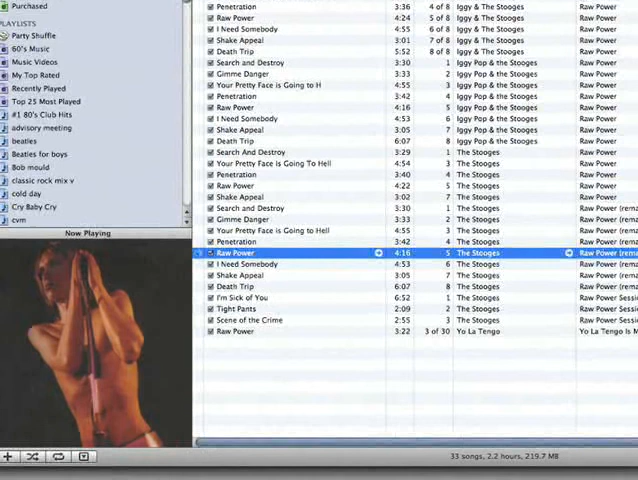 Purchased
PLAYLISTS
Party Shuffle
60's Music
Music Videos
My Top Rated
Recently Played
Top 25 Most Played
#1 80's Club Hits
advisory meeting
beatles
Beatles for boys
Bob mould
classic rock mix v
cold day
Cry Baby Cry
cvm
Now Playing
Penetration 3:36 4 of 8 Iggy & The Stooges Raw Power
Raw Power 4:24 5 of 8 Iggy & The Stooges Raw Power
I Need Somebody 4:55 6 of 8 Iggy & The Stooges Raw Power
Shake Appeal 3:01 7 of 8 Iggy & The Stooges Raw Power
Death Trip 5:52 8 of 8 Iggy & The Stooges Raw Power
Search and Destroy 3:30 1 Iggy Pop & the Stooges Raw Power
Gimme Danger 3:33 2 Iggy Pop & the Stooges Raw Power
Your Pretty Face is Going to H 4:55 3 Iggy Pop & the Stooges Raw Power
Penetration 3:42 4 Iggy Pop & the Stooges Raw Power
Raw Power 4:16 5 Iggy Pop & the Stooges Raw Power
I Need Somebody 4:53 6 Iggy Pop & the Stooges Raw Power
Shake Appeal 3:05 7 Iggy Pop & the Stooges Raw Power
Death Trip 6:07 8 Iggy Pop & the Stooges Raw Power
Search And Destroy 3:29 1 The Stooges Raw Power
Your Pretty Face is Going To Hell 4:54 3 The Stooges Raw Power
Penetration 3:40 4 The Stooges Raw Power
Raw Power 4:22 5 The Stooges Raw Power
Shake Appeal 3:04 7 The Stooges Raw Power
Search and Destroy 3:30 1 The Stooges Raw Power (rema
Gimme Danger 3:33 2 The Stooges Raw Power (rema
Your Pretty Face is Going to Hell 4:55 3 The Stooges Raw Power (rema
Penetration 3:42 4 The Stooges Raw Power (rema
Raw Power 4:16 5 The Stooges Raw Power (rema
I Need Somebody 4:53 6 The Stooges Raw Power (rema
Shake Appeal 3:05 7 The Stooges Raw Power (rema
Death Trip 6:07 8 The Stooges Raw Power (rema
I'm Sick of You 6:52 1 The Stooges Raw Power Sessi
Tight Pants 2:09 2 The Stooges Raw Power Sessi
Scene of the Crime 2:55 3 The Stooges Raw Power Sessi
Raw Power 3:22 3 of 30 Yo La Tengo Yo La Tengo Is M
33 songs, 2.2 hours, 219.7 MB